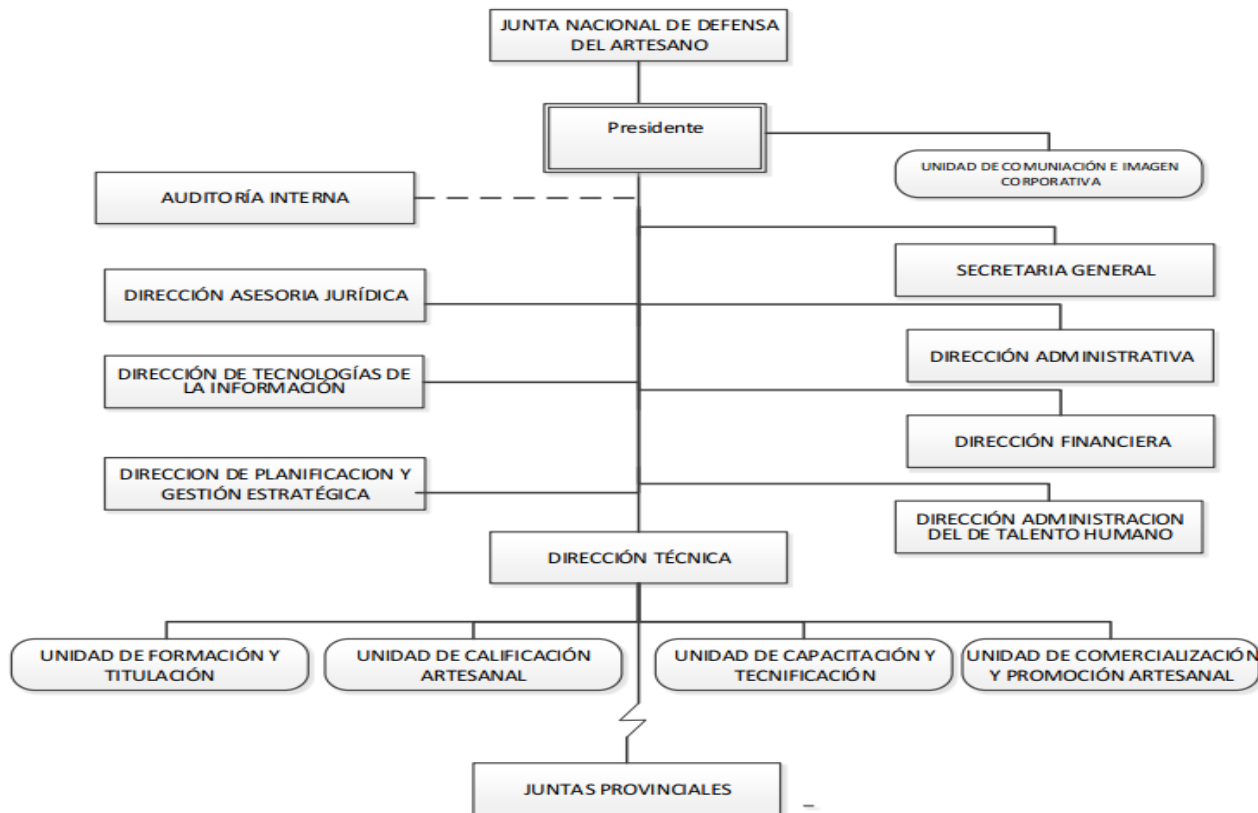 JUNTA NACIONAL DE DEFENSA
DEL ARTESANO
Presidente
UNIDAD DE COMUNIACIÓN E IMAGEN
CORPORATIVA
AUDITORÍA INTERNA
SECRETARIA GENERAL
DIRECCIÓN ASESORIA JURÍDICA
DIRECCIÓN ADMINISTRATIVA
DIRECCIÓN DE TECNOLOGÍAS DE
LA INFORMACIÓN
DIRECCIÓN FINANCIERA
DIRECCION DE PLANIFICACION Y
GESTIÓN ESTRATÉGICA
DIRECCIÓN ADMINISTRACION
DEL DE TALENTO HUMANO
DIRECCIÓN TÉCNICA
UNIDAD DE FORMACIÓN Y
TITULACIÓN
UNIDAD DE CALIFICACIÓN
ARTESANAL
UNIDAD DE CAPACITACIÓN Y
TECNIFICACIÓN
UNIDAD DE COMERCIALIZACIÓN
Y PROMOCIÓN ARTESANAL
JUNTAS PROVINCIALES